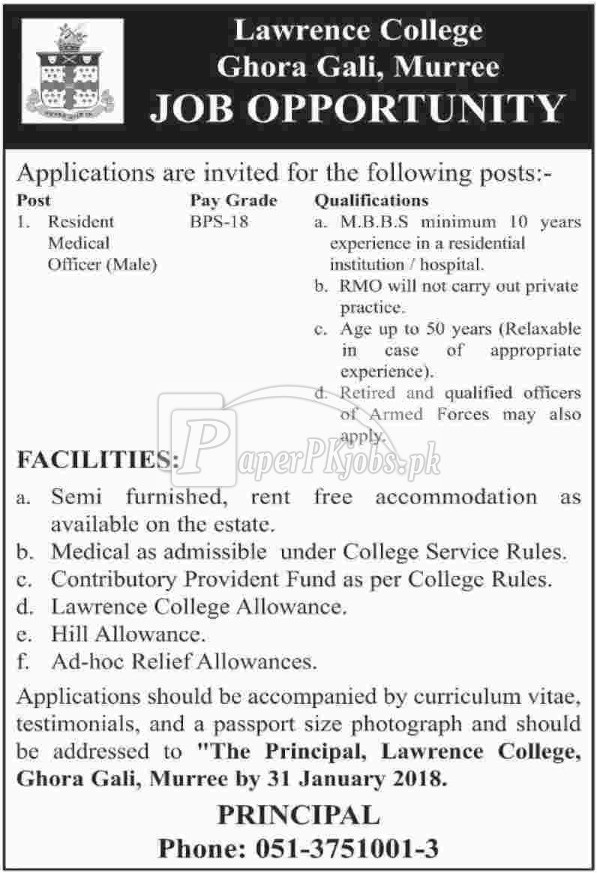 Lawrence College
Ghora Gali, Murree
JOB OPPORTUNITY
Applications are invited for the following posts:-
Post Pay Grade Qualifications
1. Resident BPS-18 a. M.B.B.S minimum 10 years
Medical experience in a residential
Officer (Male) institution / hospital.
b. RMO will not carry out private
practice.
c. Age up to 50 years (Relaxable
in case of appropriate
experience).
d. Retired and qualified officers
of Armed Forces may also
apply.
PaperPKjobs.pk
FACILITIES:
a. Semi furnished, rent free accommodation as
available on the estate.
b. Medical as admissible under College Service Rules.
c. Contributory Provident Fund as per College Rules.
d. Lawrence College Allowance.
e. Hill Allowance.
f. Ad-hoc Relief Allowances.
Applications should be accompanied by curriculum vitae,
testimonials, and a passport size photograph and should
be addressed to "The Principal, Lawrence College,
Ghora Gali, Murree by 31 January 2018.
PRINCIPAL
Phone: 051-3751001-3